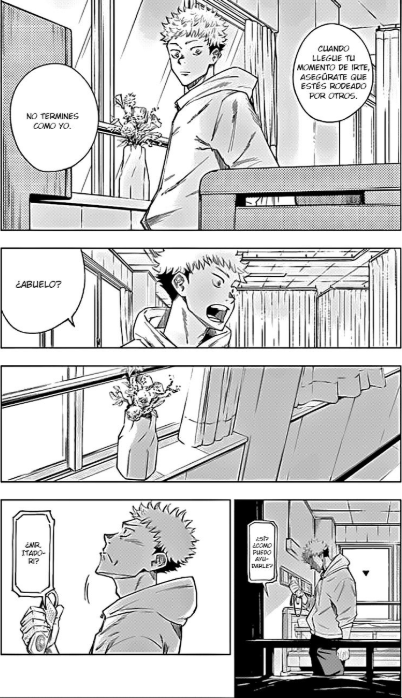 CUANDO
LLEGUE TU
MOMENTO DE IRTE,
ASEGÚRATE QUE
ESTÉS RODEADO
POR OTROS.
NO TERMINES
COMO YO.
¿ABUELO?
¿SÍ?
¿CÓMO
PUEDO
AYU-
DARLE?
¿MR.
ITADO-
RI?